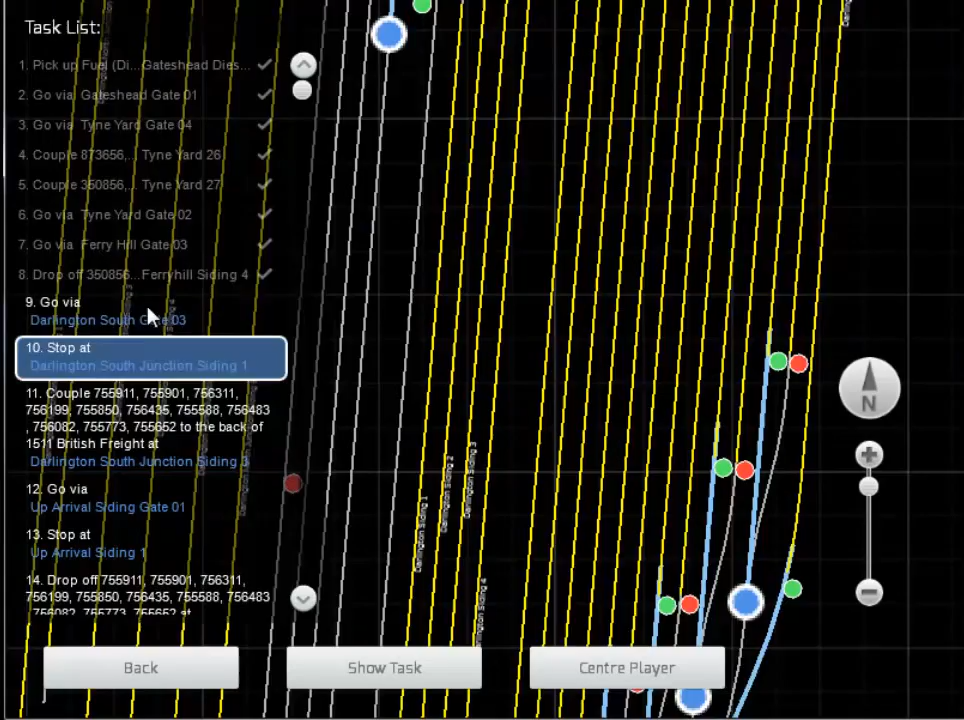 Task List:
1. Pick up Fuel (Di...Gateshead Dies...
2. Go via Gateshead Gate 01
3. Go via Tyne Yard Gate 04
4. Couple 873656,... Tyne Yard 26
5. Couple 350856,... Tyne Yard 27
6. Go via Tyne Yard Gate 02
7. Go via Ferry Hill Gate 03
8. Drop off 350856...Ferryhill Siding 4
9. Go via
Darlington South Gate 03
10. Stop at
Darlington South Junction Siding 1
11. Couple 755911, 755901, 756311,
756199, 755850, 756435, 755588, 756483
, 756082, 755773, 755652 to the back of
1511 British Freight at
Darlington South Junction Siding 3
12. Go via
Up Arrival Siding Gate 01
13. Stop at
Up Arrival Siding 1
14. Drop off 755911, 755901, 756311,
756199, 755850, 756435, 755588, 756483
, 756082, 755773, 755652 at
Darlington Siding 1
Darlington Siding 2
Darlington Siding 3
Darlington Siding 4
N
Back
Show Task
Centre Player